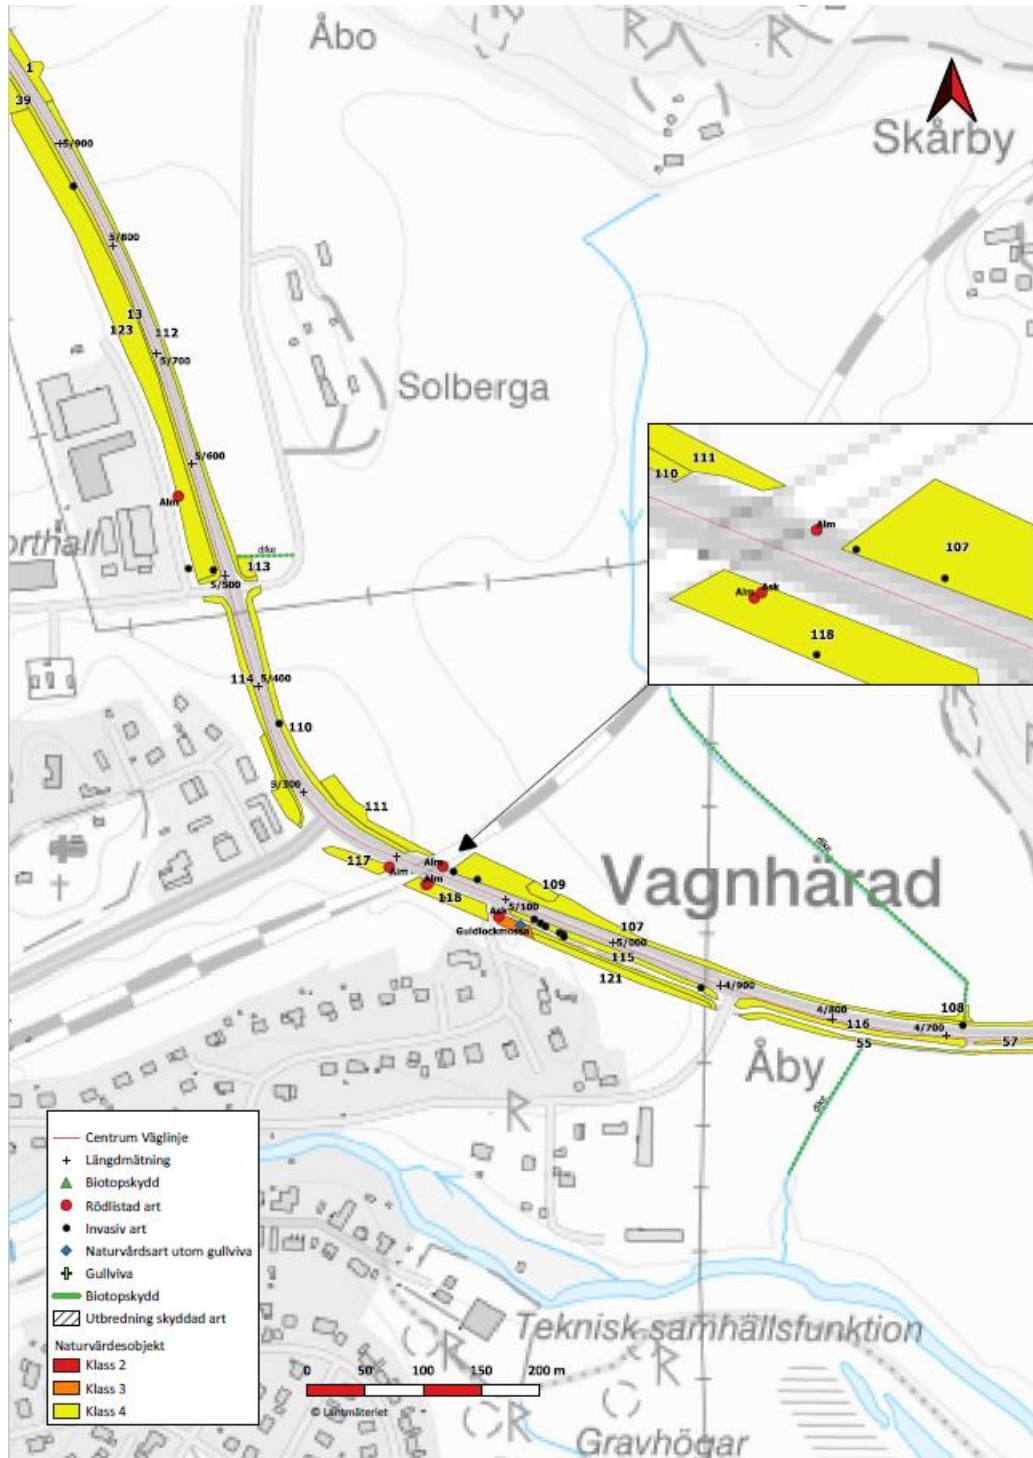 Åbo
Skårby
1
39
5/900
5/800
13
112
123
5/700
Solberga
5/600
Alm
orthall
dike
113
5/500
111
110
Alm
107
Ask
Alm
118
114
5/400
110
5/300
111
dike
117
Alm
Alm
Alm
109
118
5/100
Ask
Guldlockmossa
107
5/000
115
121
Vagnhärad
4/900
4/800
116
108
4/700
55
57
Åby
dike
Centrum Väglinje
Längdmätning
Biotopskydd
Rödlistad art
Invasiv art
Naturvårdsart utom gullviva
Gullviva
Biotopskydd
Utbredning skyddad art
Naturvärdesobjekt
Klass 2
Klass 3
Klass 4
0 50 100 150 200 m
© Lantmäteriet
Teknisk samhällsfunktion
Gravhögar